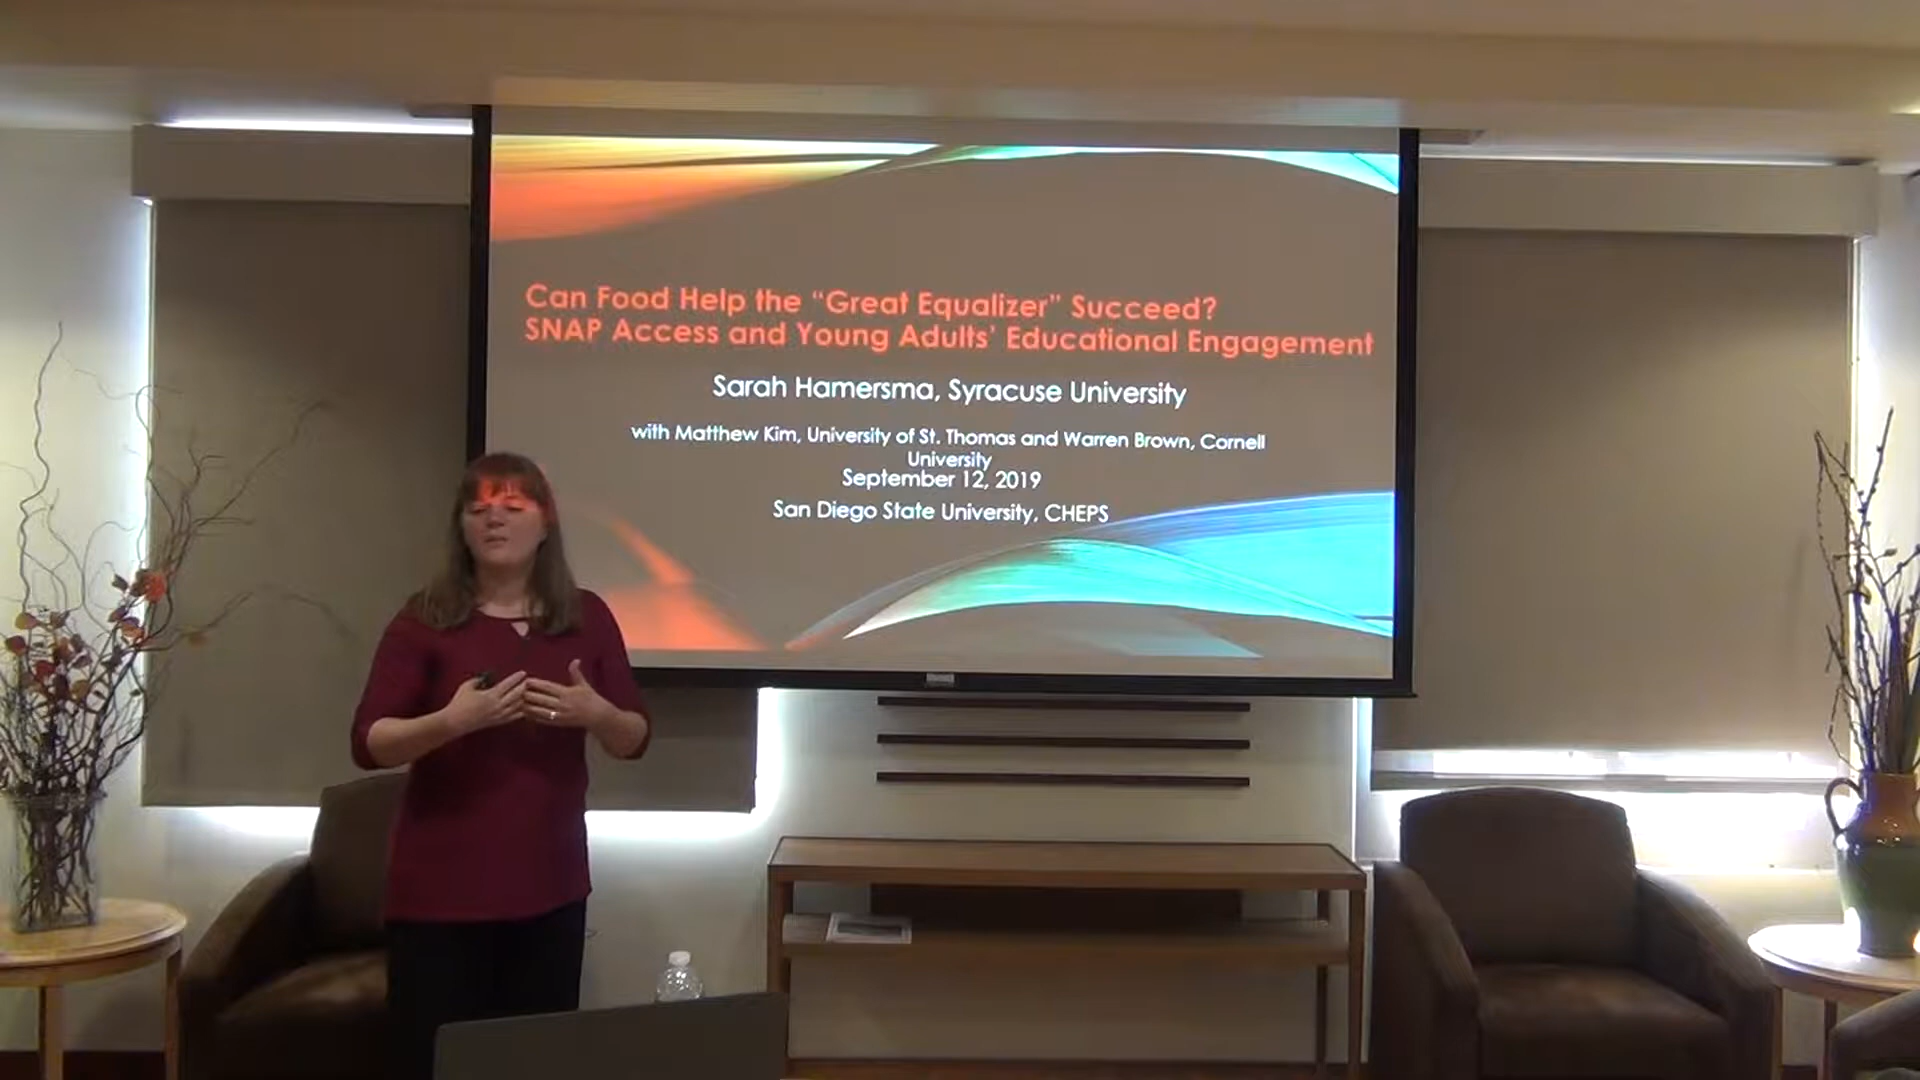 Can Food Help the “Great Equalizer” Succeed?
SNAP Access and Young Adults’ Educational Engagement
Sarah Hamersma, Syracuse University
with Matthew Kim, University of St. Thomas and Warren Brown, Cornell
University
September 12, 2019
San Diego State University, CHEPS